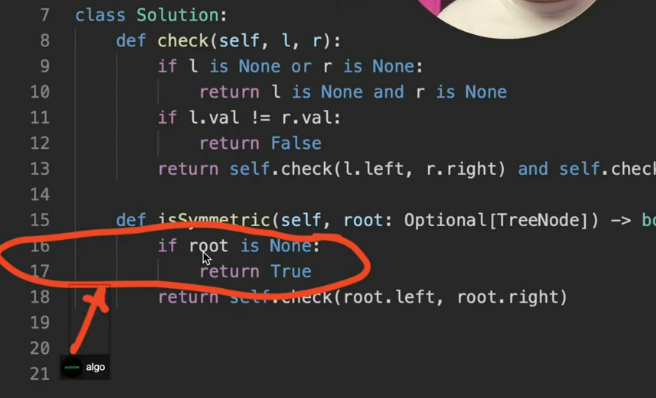 7 class Solution:
8 def check(self, l, r):
9 if l is None or r is None:
10 return l is None and r is None
11 if l.val != r.val:
12 return False
13 return self.check(l.left, r.right) and self.chec
14
15 def isSymmetric(self, root: Optional[TreeNode]) -> bo
16 if root is None:
17 return True
18 return self.check(root.left, root.right)
19
20
21
algo